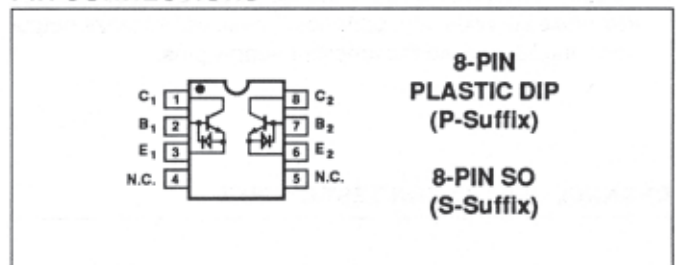 8-PIN
PLASTIC DIP
(P-Suffix)
8-PIN SO
(S-Suffix)
C1 1 8 C2
B1 2 7 B2
E1 3 6 E2
N.C. 4 5 N.C.